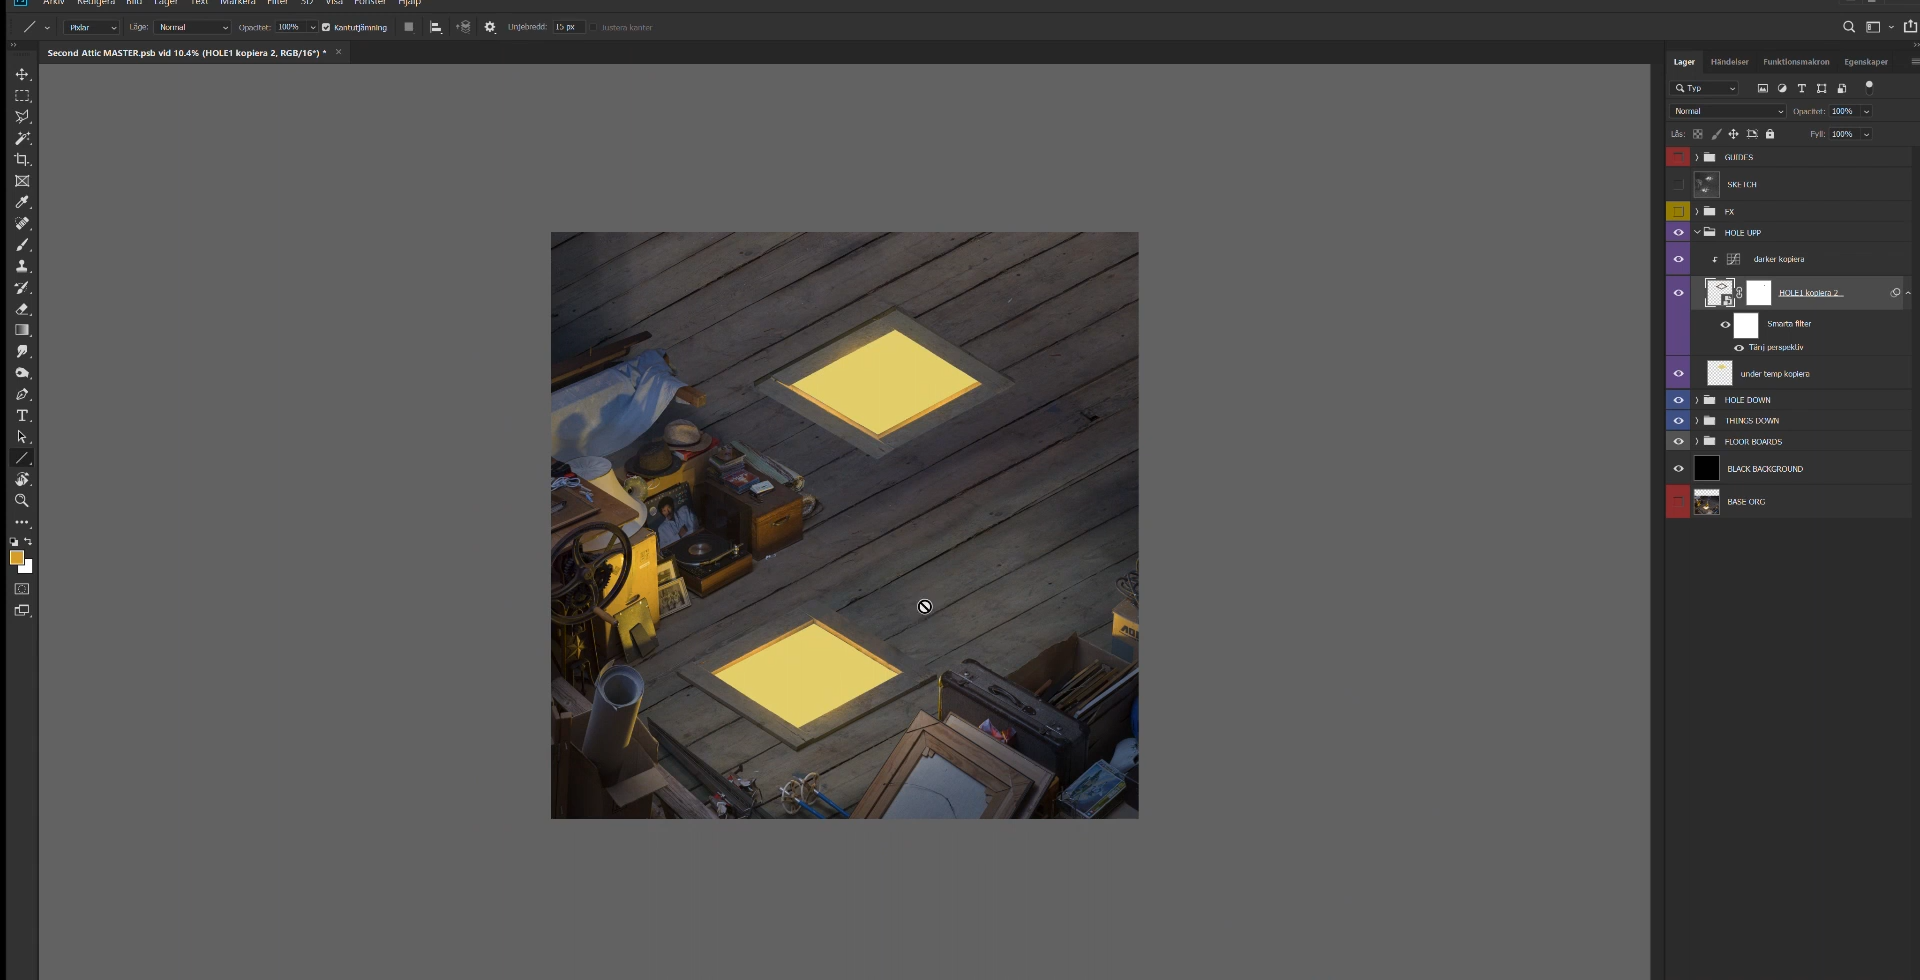 Arkiv Redigera Bild Lager Text Markera Filter 3D Visa Fönster Hjälp
Pixlar Läge: Normal Opacitet: 100% Kantutjämning Linjebredd: 15 px Justera kanter
Second Attic MASTER.psb vid 10.4% (HOLE1 kopiera 2, RGB/16*) * ×
Lager Händelser Funktionsmakron Egenskaper
Typ
Normal Opacitet: 100%
Lås: Fyll: 100%
GUIDES
SKETCH
FX
HOLE UPP
darker kopiera
HOLE1 kopiera 2...
Smarta filter
Tänj perspektiv
under temp kopiera
HOLE DOWN
THINGS DOWN
FLOOR BOARDS
BLACK BACKGROUND
BASE ORG